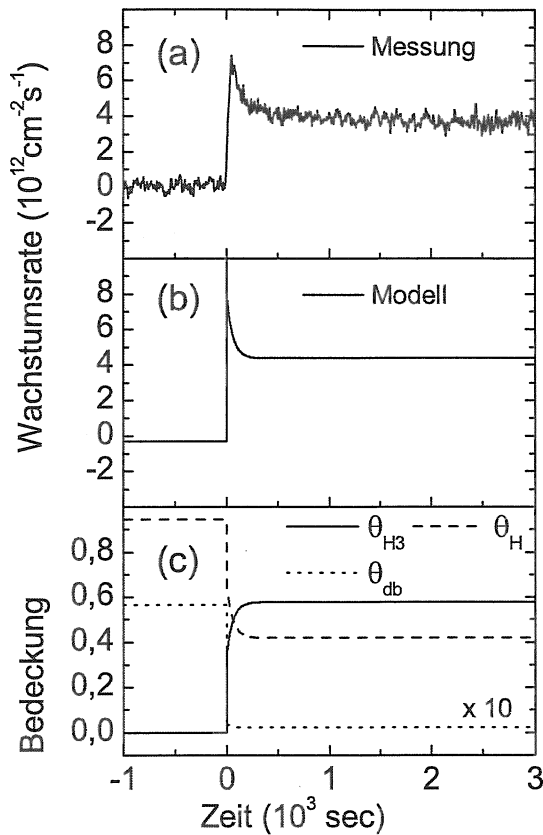 Wachstumsrate (10¹²cm⁻²s⁻¹)
8
6
4
2
0
-2
(a)
Messung
8
6
4
2
0
-2
(b)
Modell
Bedeckung
0,8
0,6
0,4
0,2
0,0
(c)
θH3
θH
θdb
x 10
-1 0 1 2 3
Zeit (10³ sec)